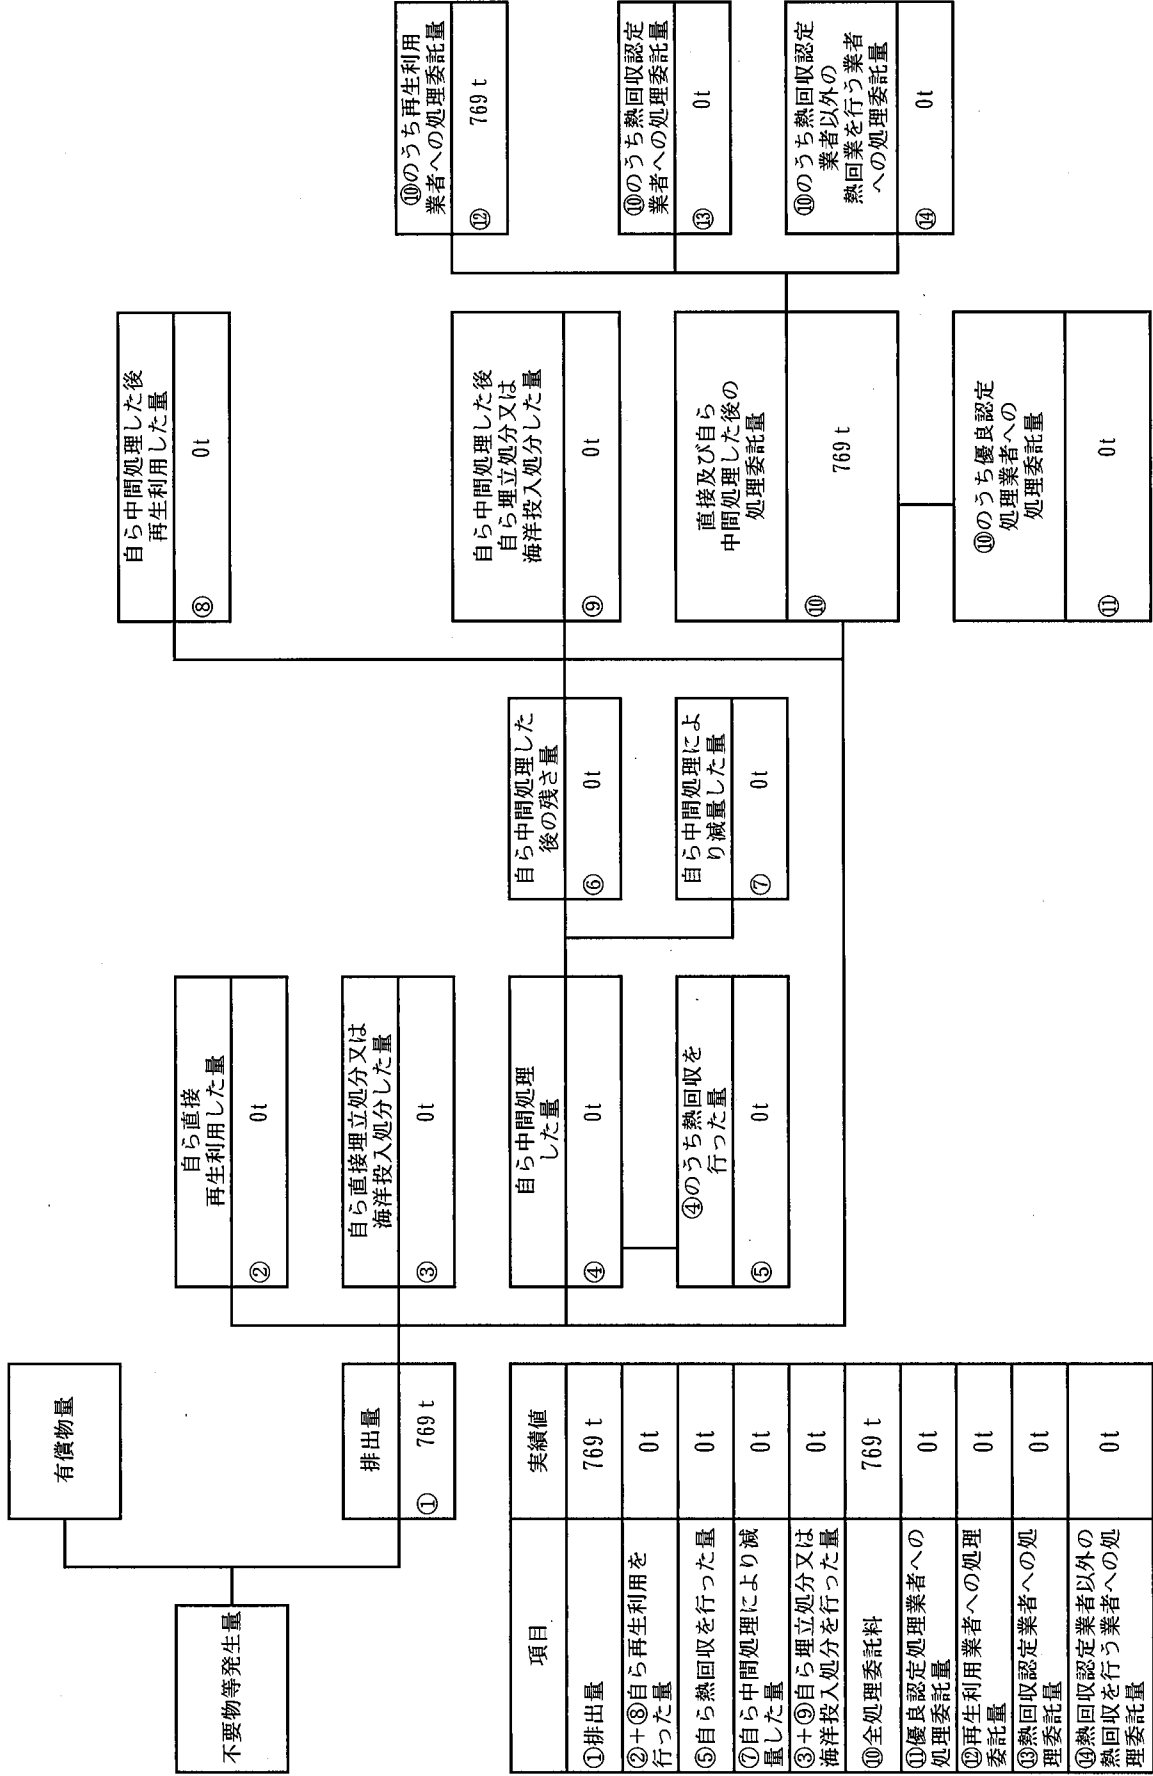 不要物等発生量
有償物量
排出量
① 769 t
自ら直接
再生利用した量
② 0t
自ら直接埋立処分又は
海洋投入処分した量
③ 0t
自ら中間処理
した量
④ 0t
④のうち熱回収を
行った量
⑤ 0t
自ら中間処理した
後の残さ量
⑥ 0t
自ら中間処理によ
り減量した量
⑦ 0t
自ら中間処理した後
再生利用した量
⑧ 0t
自ら中間処理した後
自ら埋立処分又は
海洋投入処分した量
⑨ 0t
直接及び自ら
中間処理した後の
処理委託量
⑩ 769 t
⑩のうち優良認定
処理業者への
処理委託量
⑪ 0t
⑩のうち再生利用
業者への処理委託量
⑫ 769 t
⑩のうち熱回収認定
業者への処理委託量
⑬ 0t
⑩のうち熱回収認定
業者以外の
熱回業を行う業者
への処理委託量
⑭ 0t
項目 実績値
①排出量 769 t
②+⑧自ら再生利用を
行った量 0t
⑤自ら熱回収を行った量 0t
⑦自ら中間処理により減
量した量 0t
③+⑨自ら埋立処分又は
海洋投入処分を行った量 0t
⑩全処理委託料 769 t
⑪優良認定処理業者への
処理委託量 0t
⑫再生利用業者への処理
委託量 0t
⑬熱回収認定業者への処
理委託量 0t
⑭熱回収認定業者以外の
熱回収を行う業者への処
理委託量 0t